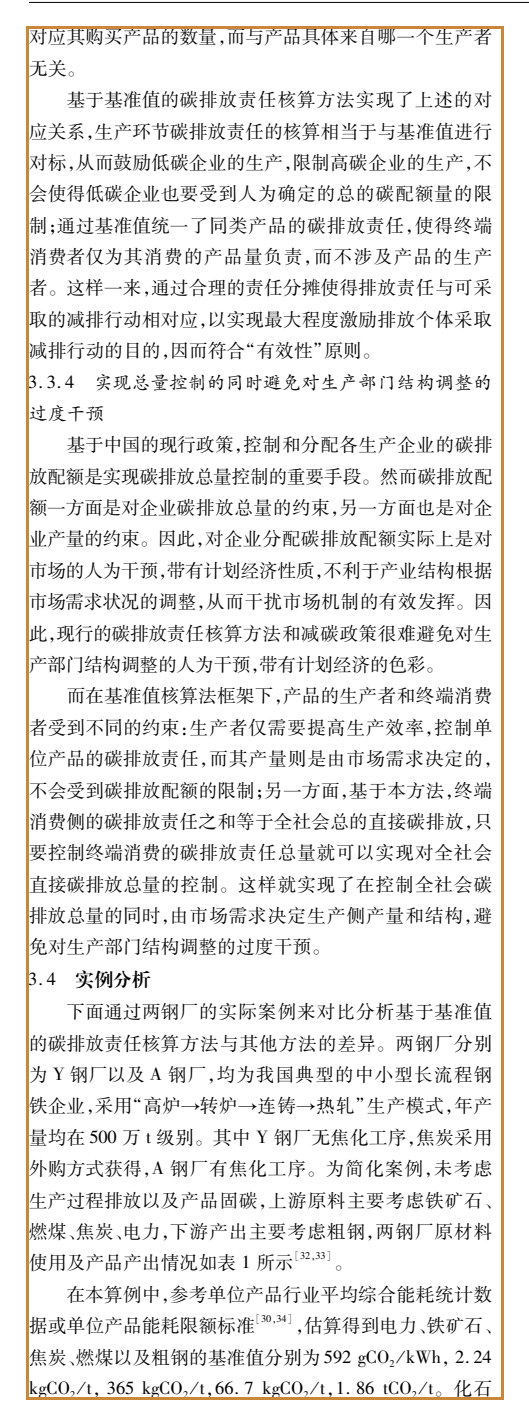 对应其购买产品的数量,而与产品具体来自哪一个生产者
无关。
基于基准值的碳排放责任核算方法实现了上述的对
应关系,生产环节碳排放责任的核算相当于与基准值进行
对标,从而鼓励低碳企业的生产,限制高碳企业的生产,不
会使得低碳企业也要受到人为确定的总的碳配额量的限
制;通过基准值统一了同类产品的碳排放责任,使得终端
消费者仅为其消费的产品量负责,而不涉及产品的生产
者。这样一来,通过合理的责任分摊使得排放责任与可采
取的减排行动相对应,以实现最大程度激励排放个体采取
减排行动的目的,因而符合“有效性”原则。
3.3.4 实现总量控制的同时避免对生产部门结构调整的
过度干预
基于中国的现行政策,控制和分配各生产企业的碳排
放配额是实现碳排放总量控制的重要手段。然而碳排放配
额一方面是对企业碳排放总量的约束,另一方面也是对企
业产量的约束。因此,对企业分配碳排放配额实际上是对
市场的人为干预,带有计划经济性质,不利于产业结构根据
市场需求状况的调整,从而干扰市场机制的有效发挥。因
此,现行的碳排放责任核算方法和减碳政策很难避免对生
产部门结构调整的人为干预,带有计划经济的色彩。
而在基准值核算法框架下,产品的生产者和终端消费
者受到不同的约束:生产者仅需要提高生产效率,控制单
位产品的碳排放责任,而其产量则是由市场需求决定的,
不会受到碳排放配额的限制;另一方面,基于本方法,终端
消费侧的碳排放责任之和等于全社会总的直接碳排放,只
要控制终端消费的碳排放责任总量就可以实现对全社会
直接碳排放总量的控制。这样就实现了在控制全社会碳
排放总量的同时,由市场需求决定生产侧产量和结构,避
免对生产部门结构调整的过度干预。
3.4 实例分析
下面通过两钢厂的实际案例来对比分析基于基准值
的碳排放责任核算方法与其他方法的差异。两钢厂分别
为 Y 钢厂以及 A 钢厂,均为我国典型的中小型长流程钢
铁企业,采用“高炉→转炉→连铸→热轧”生产模式,年产
量均在 500 万 t 级别。其中 Y 钢厂无焦化工序,焦炭采用
外购方式获得,A 钢厂有焦化工序。为简化案例,未考虑
生产过程排放以及产品固碳,上游原料主要考虑铁矿石、
燃煤、焦炭、电力,下游产出主要考虑粗钢,两钢厂原材料
使用及产品产出情况如表 1 所示[32,33]。
在本算例中,参考单位产品行业平均综合能耗统计数
据或单位产品能耗限额标准[30,34],估算得到电力、铁矿石、
焦炭、燃煤以及粗钢的基准值分别为 592 gCO₂/kWh, 2.24
kgCO₂/t, 365 kgCO₂/t,66.7 kgCO₂/t,1.86 tCO₂/t。化石